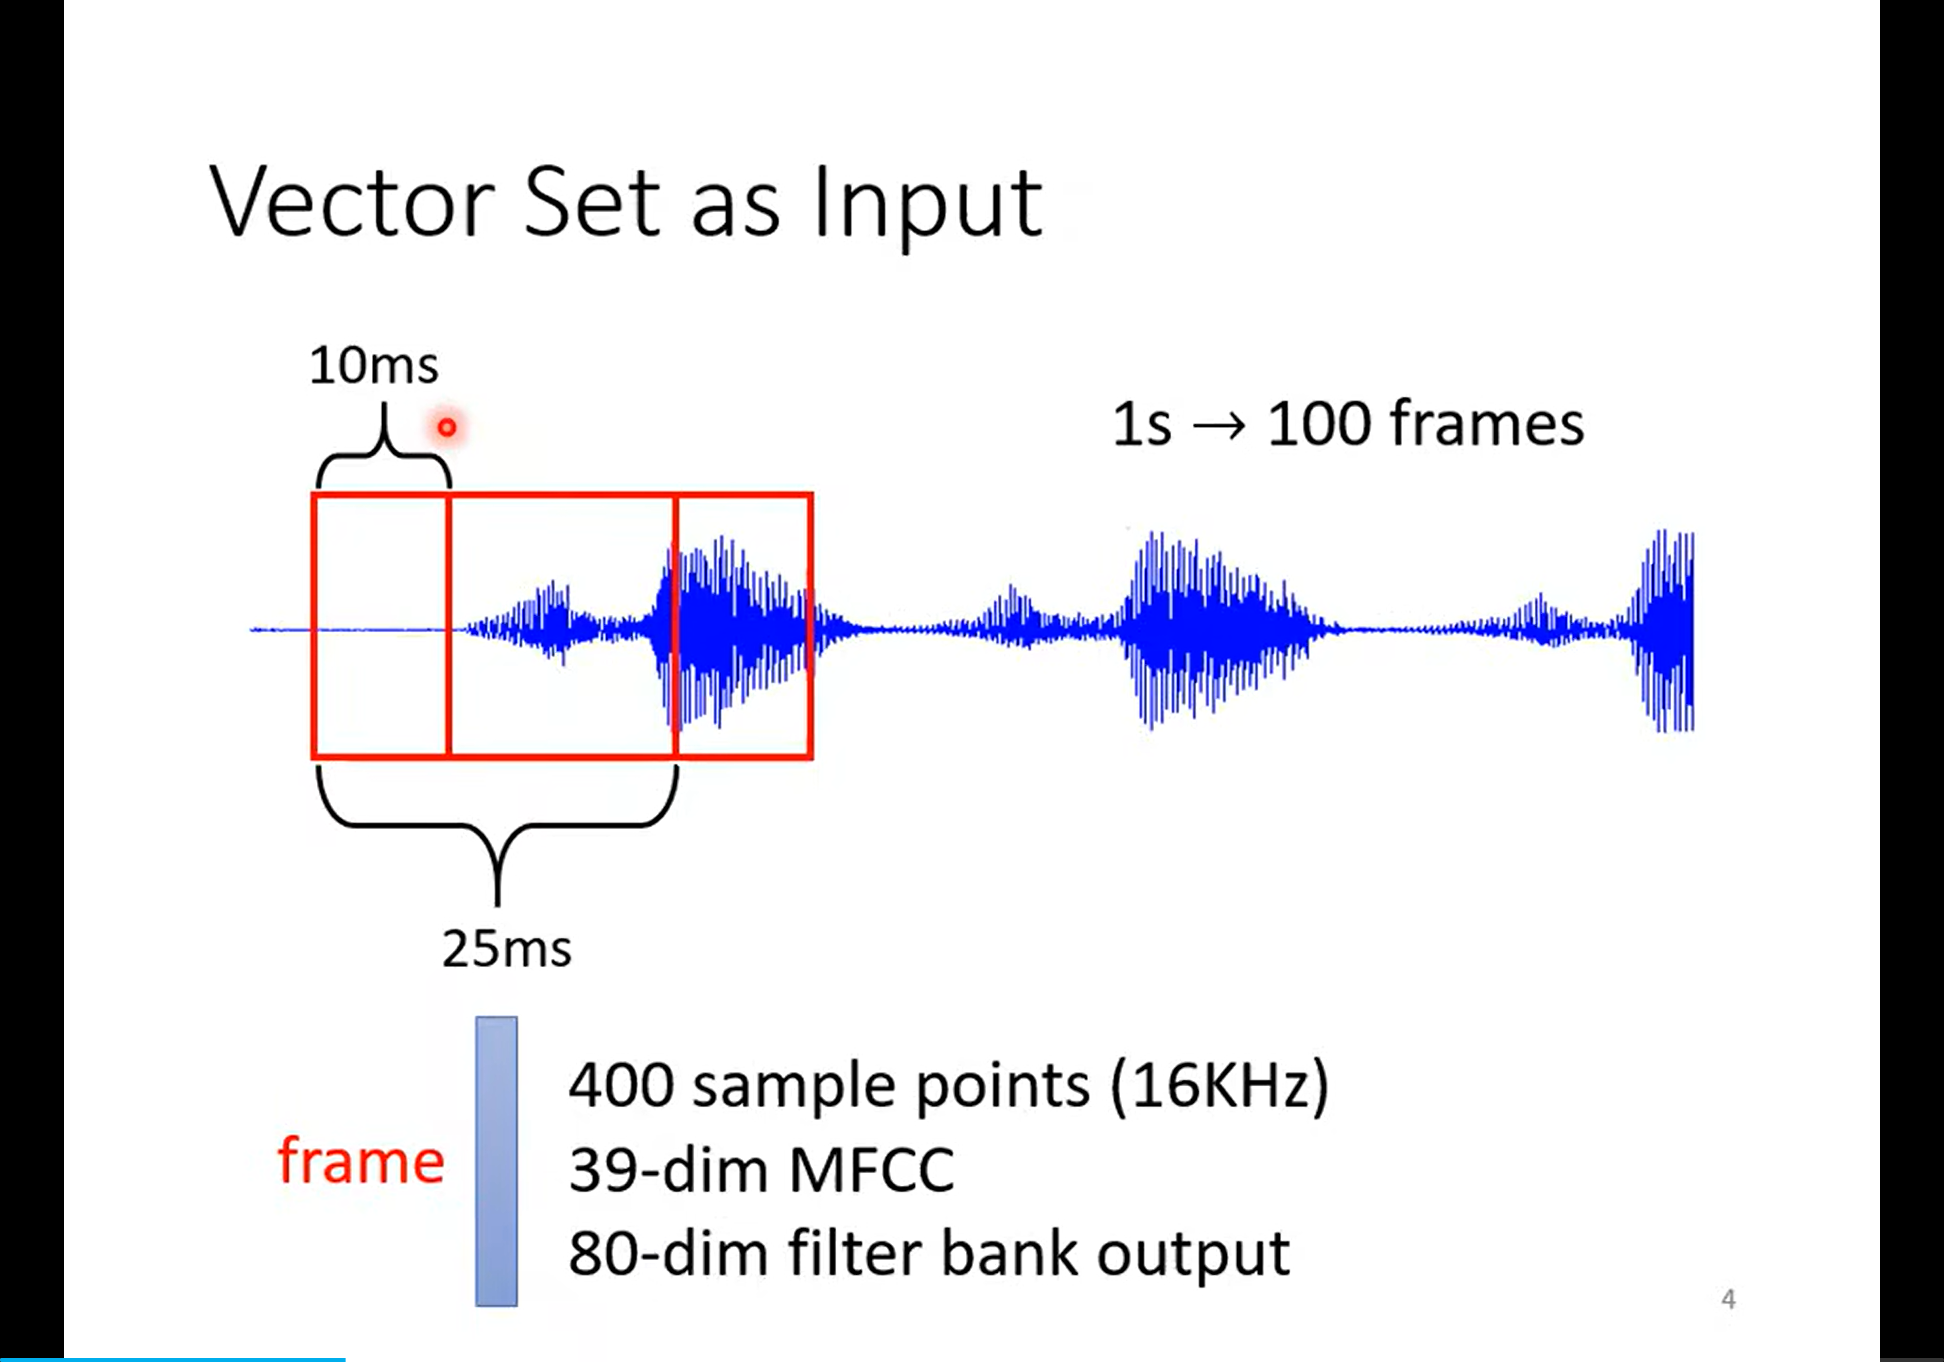 Vector Set as Input
10ms
1s → 100 frames
25ms
400 sample points (16KHz)
frame
39-dim MFCC
80-dim filter bank output
4